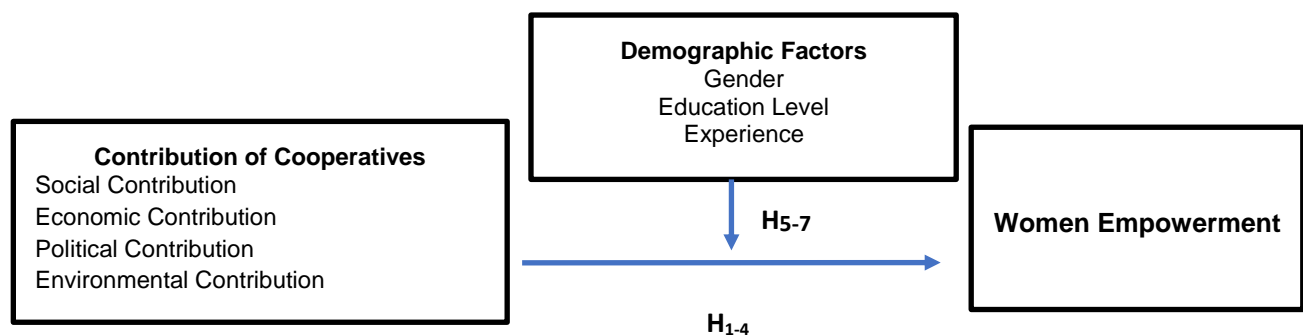 Demographic Factors
Gender
Education Level
Experience
Contribution of Cooperatives
Social Contribution
Economic Contribution
Political Contribution
Environmental Contribution
H5-7
Women Empowerment
H1-4